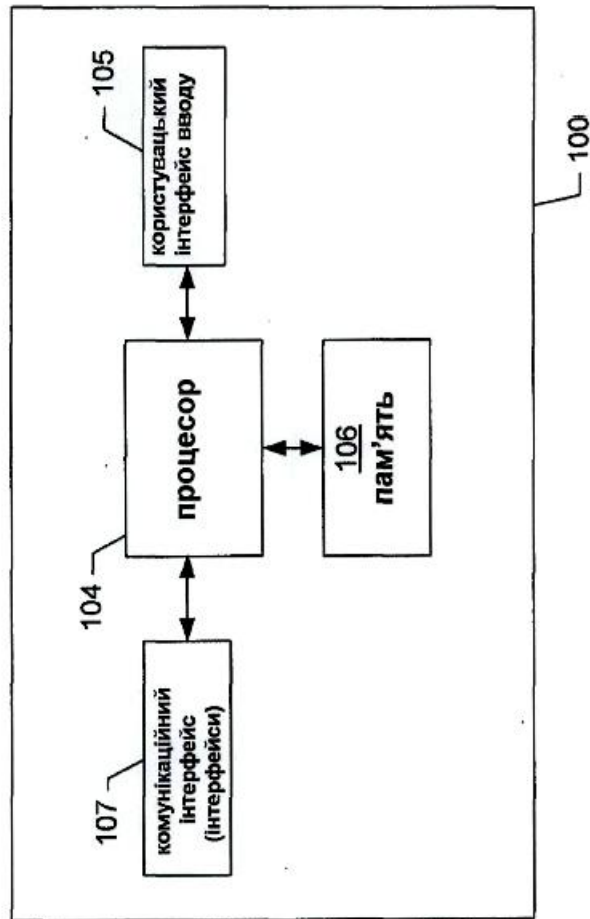 107
комунікаційний
інтерфейс
(інтерфейси)
104
процесор
106
пам'ять
105
користувацький
інтерфейс вводу
100